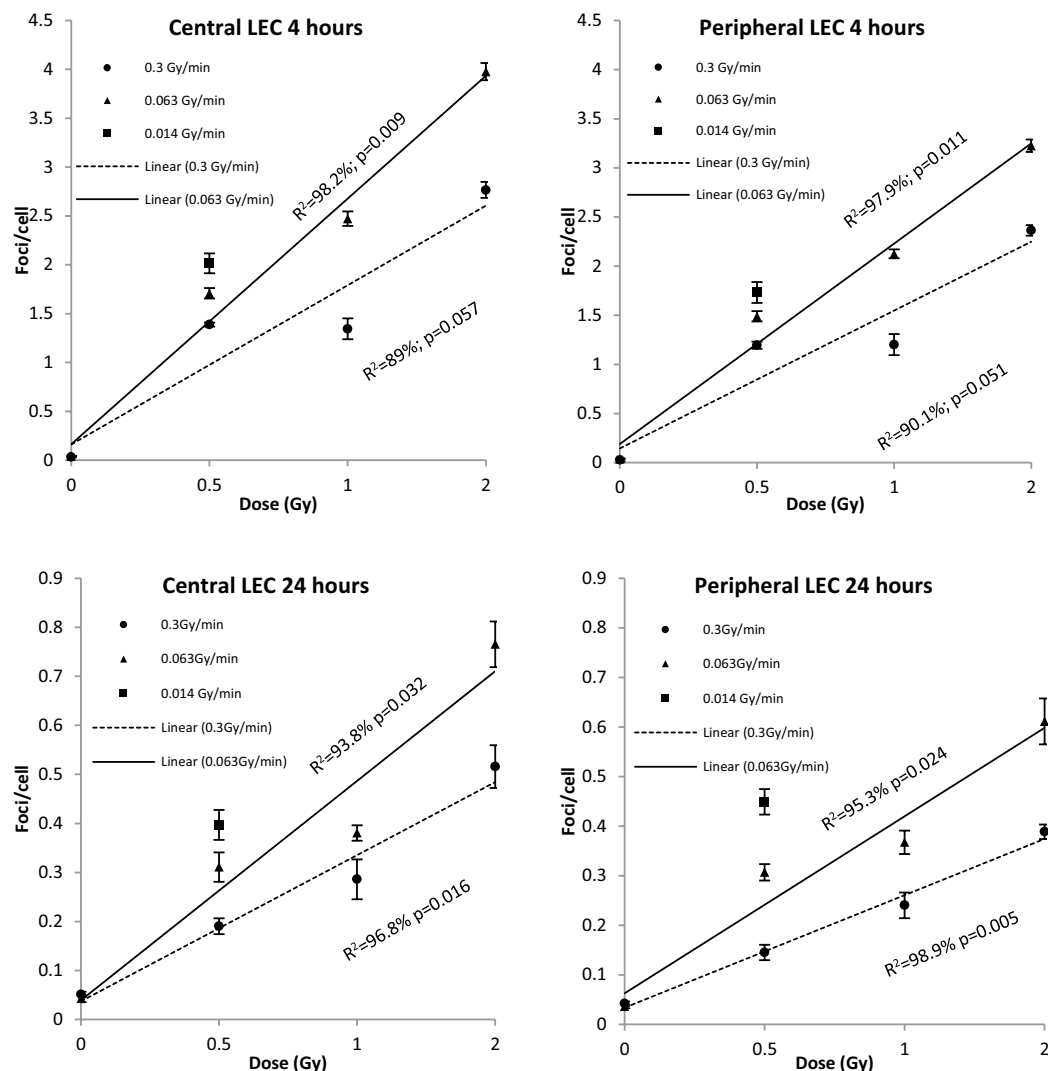 Central LEC 4 hours
4.5
4
3.5
3
2.5
2
1.5
1
0.5
0
Foci/cell
0.3 Gy/min
0.063 Gy/min
0.014 Gy/min
Linear (0.3 Gy/min)
Linear (0.063 Gy/min)
R²=98.2%; p=0.009
R²=89%; p=0.057
0
0.5
1
2
Dose (Gy)
Peripheral LEC 4 hours
4.5
4
3.5
3
2.5
2
1.5
1
0.5
0
Foci/cell
0.3 Gy/min
0.063 Gy/min
0.014 Gy/min
Linear (0.3 Gy/min)
Linear (0.063 Gy/min)
R²=97.9%; p=0.011
R²=90.1%; p=0.051
0
0.5
1
2
Dose (Gy)
Central LEC 24 hours
0.9
0.8
0.7
0.6
0.5
0.4
0.3
0.2
0.1
0
Foci/cell
0.3Gy/min
0.063Gy/min
0.014 Gy/min
Linear (0.3Gy/min)
Linear (0.063Gy/min)
R²=93.8% p=0.032
R²=96.8% p=0.016
0
0.5
1
2
Dose (Gy)
Peripheral LEC 24 hours
0.9
0.8
0.7
0.6
0.5
0.4
0.3
0.2
0.1
0
Foci/cell
0.3Gy/min
0.063Gy/min
0.014 Gy/min
Linear (0.3Gy/min)
Linear (0.063Gy/min)
R²=95.3% p=0.024
R²=98.9% p=0.005
0
0.5
1
2
Dose (Gy)